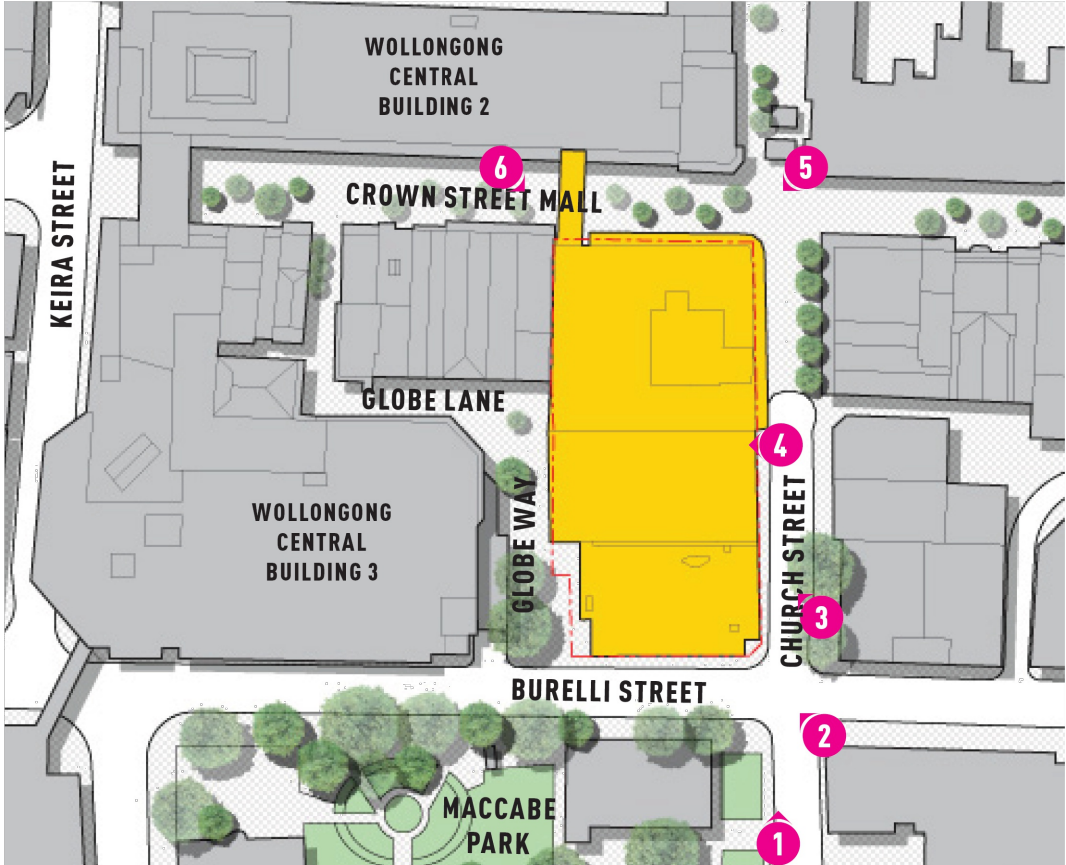 WOLLONGONG
CENTRAL
BUILDING 2
6
5
CROWN STREET MALL
KEIRA STREET
GLOBE LANE
4
WOLLONGONG
CENTRAL
BUILDING 3
GLOBE WAY
CHURCH STREET
3
BURELLI STREET
2
MACCABE
PARK
1